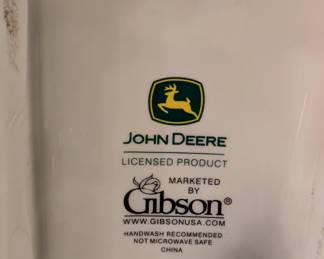 JOHN DEERE
LICENSED PRODUCT
MARKETED
BY
Gibson®
WWW.GIBSONUSA.COM
HANDWASH RECOMMENDED
NOT MICROWAVE SAFE
CHINA